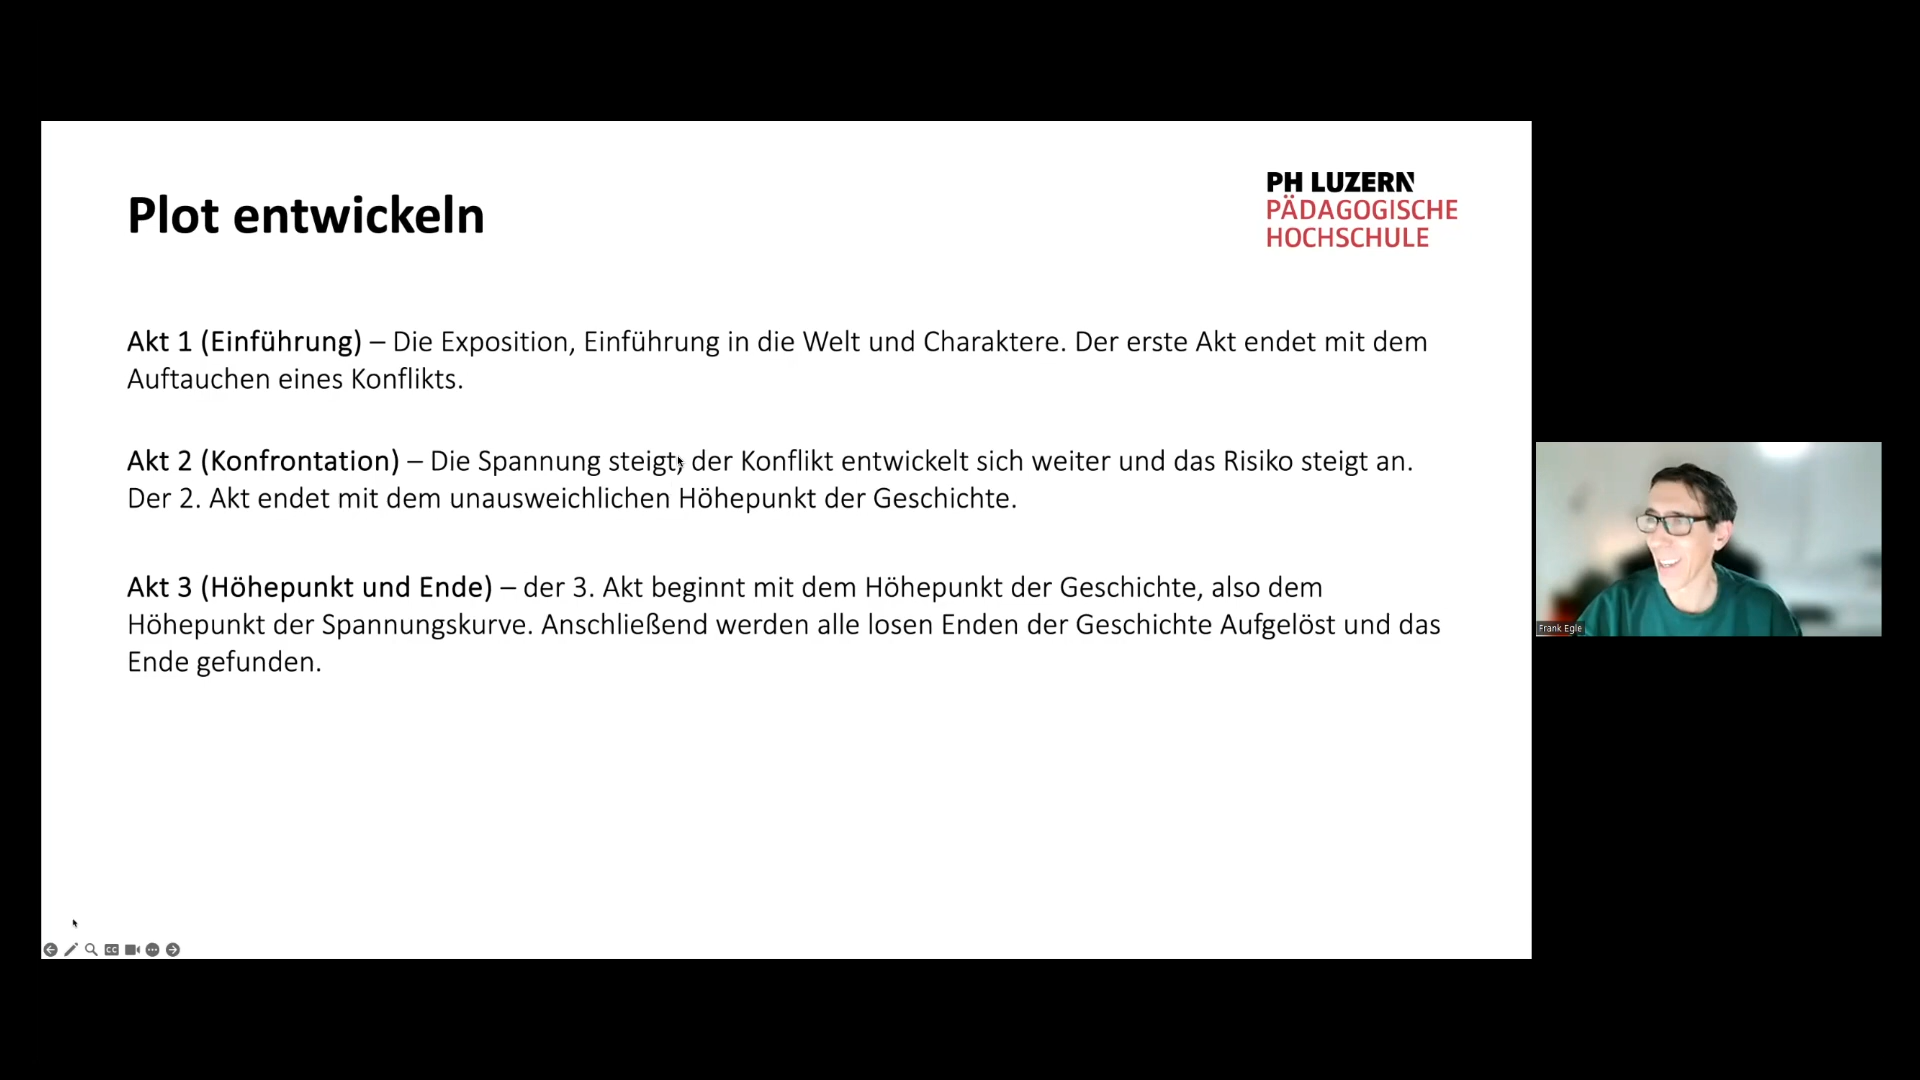 Plot entwickeln
PH LUZERN
PÄDAGOGISCHE
HOCHSCHULE
Akt 1 (Einführung) – Die Exposition, Einführung in die Welt und Charaktere. Der erste Akt endet mit dem
Auftauchen eines Konflikts.
Akt 2 (Konfrontation) – Die Spannung steigt, der Konflikt entwickelt sich weiter und das Risiko steigt an.
Der 2. Akt endet mit dem unausweichlichen Höhepunkt der Geschichte.
Akt 3 (Höhepunkt und Ende) – der 3. Akt beginnt mit dem Höhepunkt der Geschichte, also dem
Höhepunkt der Spannungskurve. Anschließend werden alle losen Enden der Geschichte Aufgelöst und das
Ende gefunden.
Frank Egle
CC